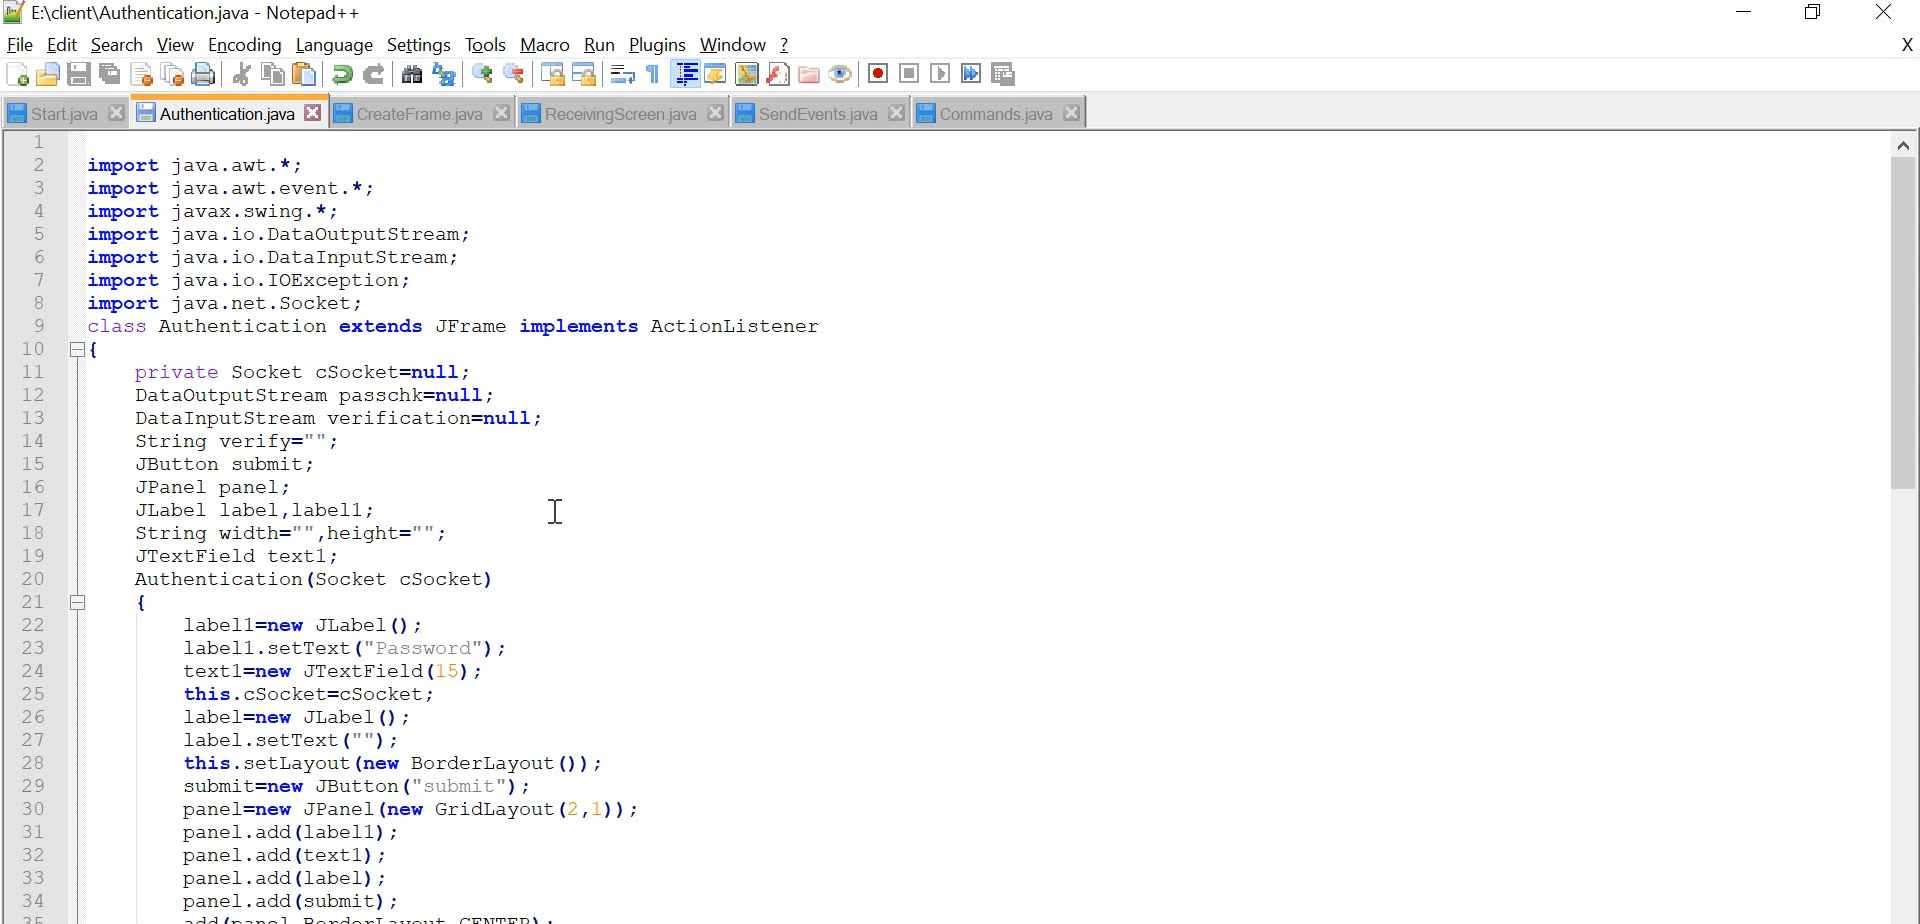 E:\client\Authentication.java - Notepad++
File Edit Search View Encoding Language Settings Tools Macro Run Plugins Window ? X
Start.java Authentication.java CreateFrame.java ReceivingScreen.java SendEvents.java Commands.java
1
2 import java.awt.*;
3 import java.awt.event.*;
4 import javax.swing.*;
5 import java.io.DataOutputStream;
6 import java.io.DataInputStream;
7 import java.io.IOException;
8 import java.net.Socket;
9 class Authentication extends JFrame implements ActionListener
10 {
11 private Socket cSocket=null;
12 DataOutputStream passchk=null;
13 DataInputStream verification=null;
14 String verify="";
15 JButton submit;
16 JPanel panel;
17 JLabel label,label1;
18 String width="",height="";
19 JTextField text1;
20 Authentication(Socket cSocket)
21 {
22 label1=new JLabel();
23 label1.setText("Password");
24 text1=new JTextField(15);
25 this.cSocket=cSocket;
26 label=new JLabel();
27 label.setText("");
28 this.setLayout(new BorderLayout());
29 submit=new JButton("submit");
30 panel=new JPanel(new GridLayout(2,1));
31 panel.add(label1);
32 panel.add(text1);
33 panel.add(label);
34 panel.add(submit);
35 add(panel,BorderLayout.CENTER);